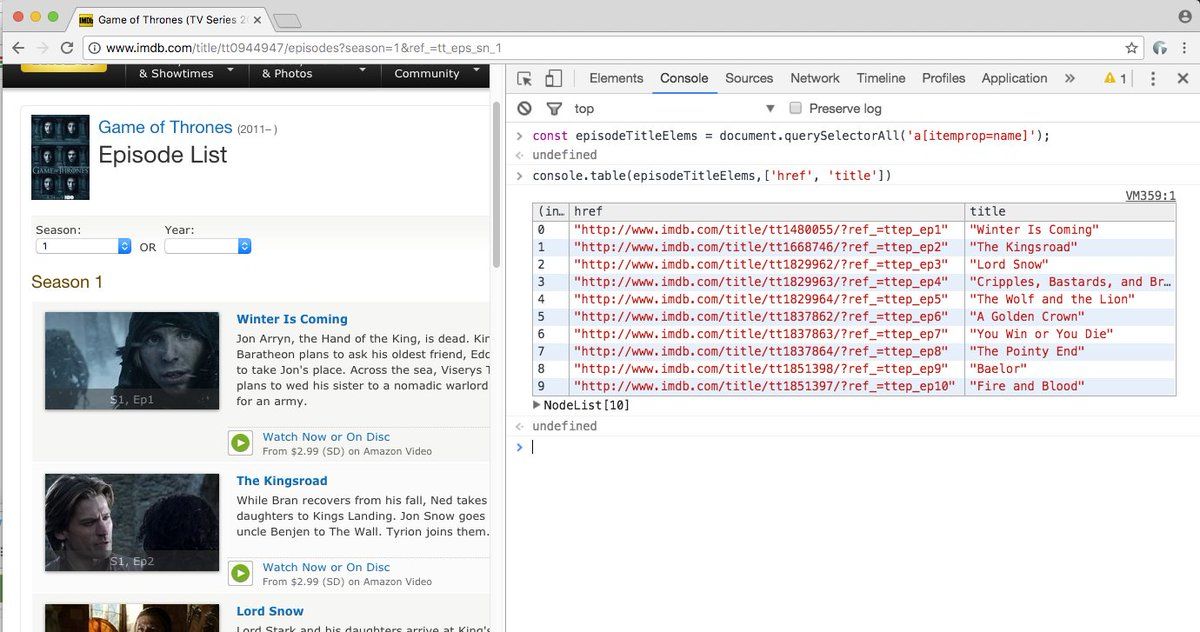 IMDb Game of Thrones (TV Series 2
www.imdb.com/title/tt0944947/episodes?season=1&ref_=tt_eps_sn_1
& Showtimes & Photos Community
Game of Thrones (2011– )
Episode List
GAME OF THRONES
Season: Year:
1 OR
Season 1
Winter Is Coming
Jon Arryn, the Hand of the King, is dead. Kin
Baratheon plans to ask his oldest friend, Edd
to take Jon's place. Across the sea, Viserys T
plans to wed his sister to a nomadic warlord
for an army.
S1, Ep1
Watch Now or On Disc
From $2.99 (SD) on Amazon Video
The Kingsroad
While Bran recovers from his fall, Ned takes
daughters to Kings Landing. Jon Snow goes
uncle Benjen to The Wall. Tyrion joins them.
S1, Ep2
Watch Now or On Disc
From $2.99 (SD) on Amazon Video
Lord Snow
Lord Stark and his daughters arrive at King's
Elements Console Sources Network Timeline Profiles Application » 1
top Preserve log
const episodeTitleElems = document.querySelectorAll('a[itemprop=name]');
undefined
console.table(episodeTitleElems,['href', 'title'])
VM359:1
(in… href title
0 "http://www.imdb.com/title/tt1480055/?ref_=ttep_ep1" "Winter Is Coming"
1 "http://www.imdb.com/title/tt1668746/?ref_=ttep_ep2" "The Kingsroad"
2 "http://www.imdb.com/title/tt1829962/?ref_=ttep_ep3" "Lord Snow"
3 "http://www.imdb.com/title/tt1829963/?ref_=ttep_ep4" "Cripples, Bastards, and Br…
4 "http://www.imdb.com/title/tt1829964/?ref_=ttep_ep5" "The Wolf and the Lion"
5 "http://www.imdb.com/title/tt1837862/?ref_=ttep_ep6" "A Golden Crown"
6 "http://www.imdb.com/title/tt1837863/?ref_=ttep_ep7" "You Win or You Die"
7 "http://www.imdb.com/title/tt1837864/?ref_=ttep_ep8" "The Pointy End"
8 "http://www.imdb.com/title/tt1851398/?ref_=ttep_ep9" "Baelor"
9 "http://www.imdb.com/title/tt1851397/?ref_=ttep_ep10" "Fire and Blood"
NodeList[10]
undefined